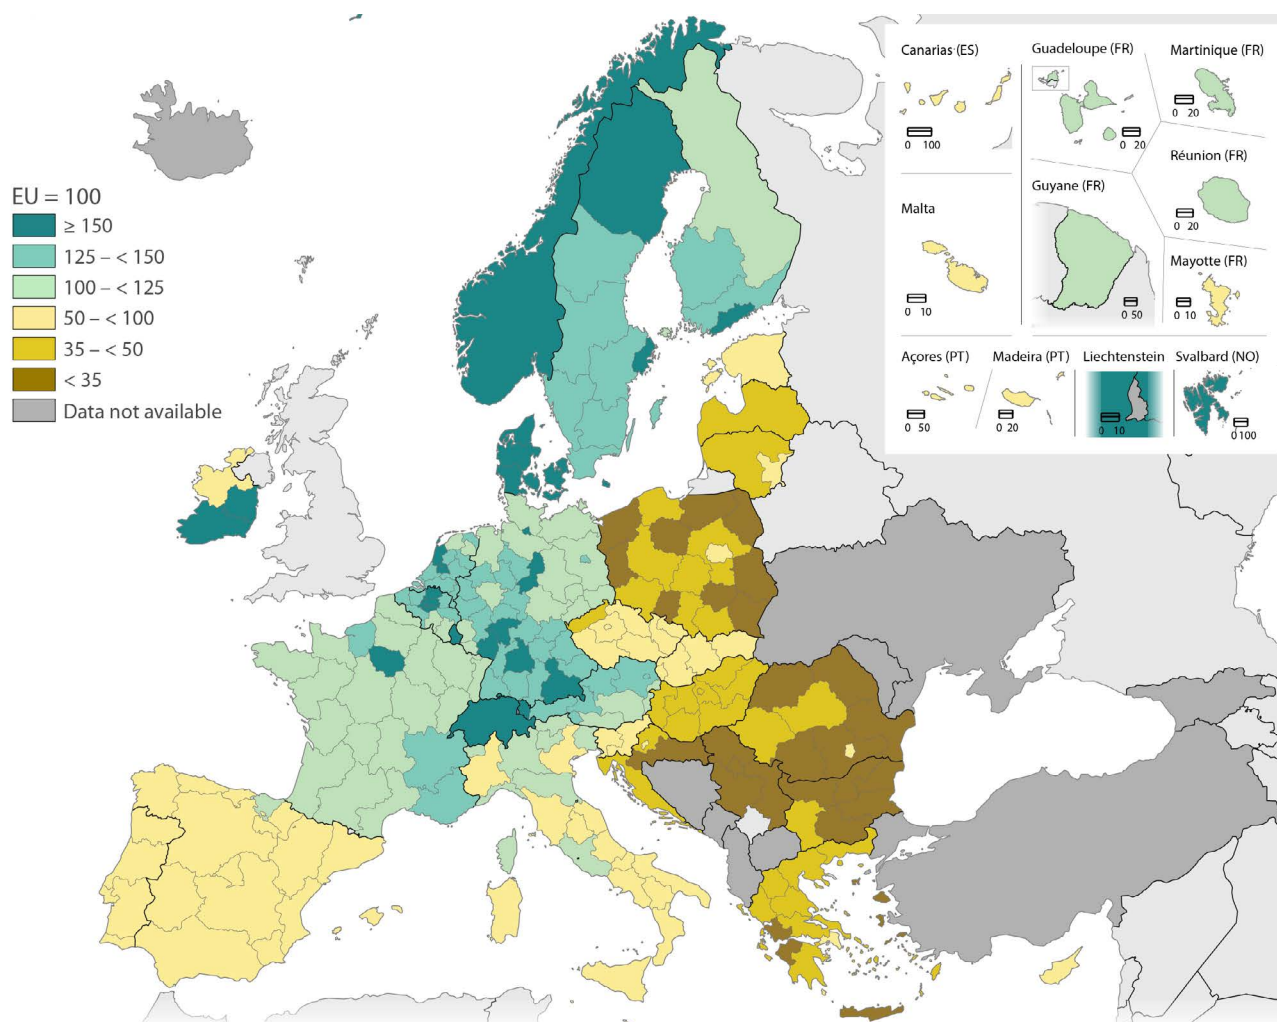 EU = 100
≥ 150
125 – < 150
100 – < 125
50 – < 100
35 – < 50
< 35
Data not available
Canarias (ES)
0 100
Guadeloupe (FR)
0 20
Martinique (FR)
0 20
Réunion (FR)
0 20
Malta
0 10
Guyane (FR)
0 50
Mayotte (FR)
0 10
Açores (PT)
0 50
Madeira (PT)
0 20
Liechtenstein
0 10
Svalbard (NO)
0 100